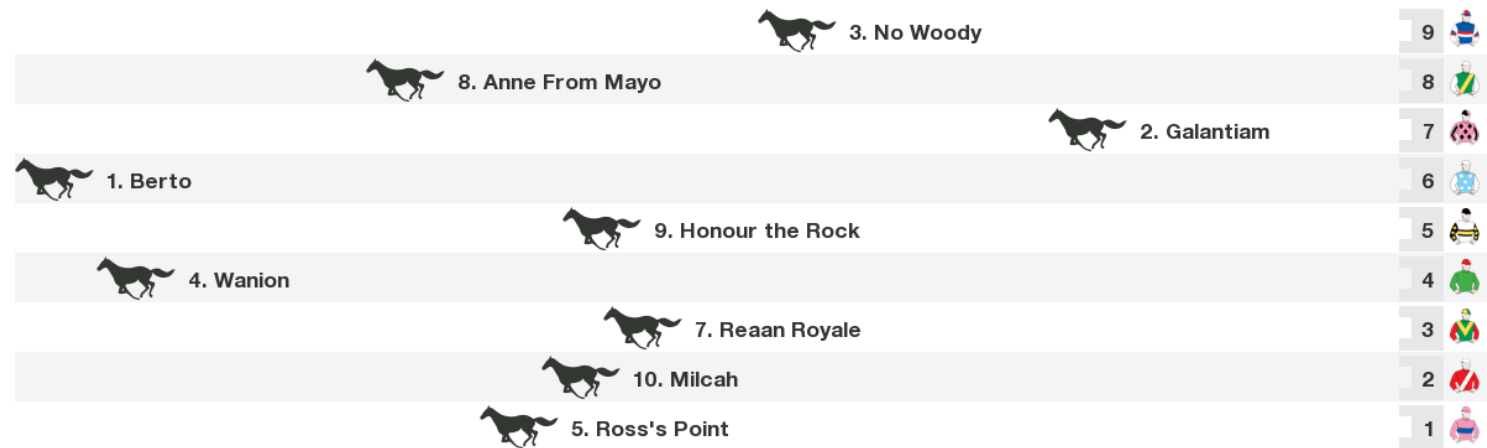 3. No Woody 9
8. Anne From Mayo 8
2. Galantiam 7
1. Berto 6
9. Honour the Rock 5
4. Wanion 4
7. Reaan Royale 3
10. Milcah 2
5. Ross's Point 1